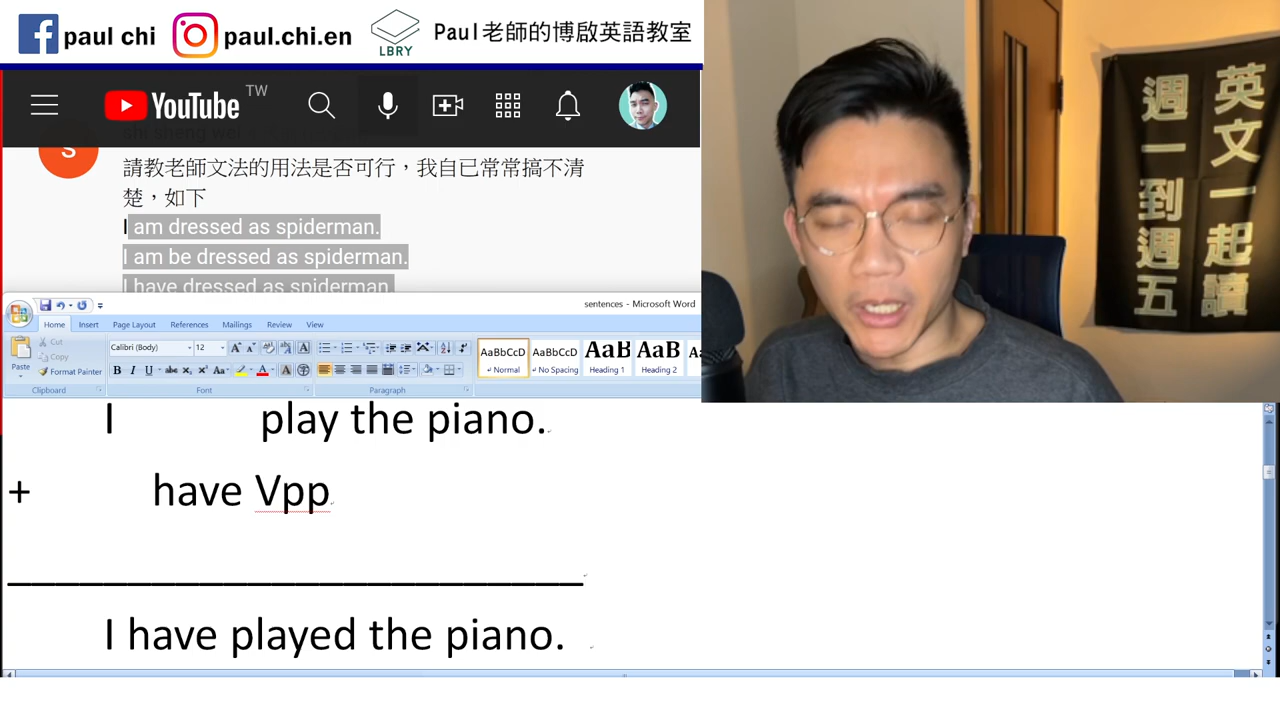 paul chi
paul.chi.en
LBRY
Paul老師的博啟英語教室
YouTube TW
S
請教老師文法的用法是否可行，我自已常常搞不清
楚，如下
I am dressed as spiderman.
I am be dressed as spiderman.
I have dressed as spiderman
sentences - Microsoft Word
Home Insert Page Layout References Mailings Review View
Cut
Copy
Format Painter
Paste
Clipboard
Calibri (Body) 12
Font
Paragraph
AaBbCcD AaBbCcD AaBb AaB
Normal No Spacing Heading 1 Heading 2
I play the piano.
+ have Vpp
I have played the piano.
英文一起讀
週一到週五